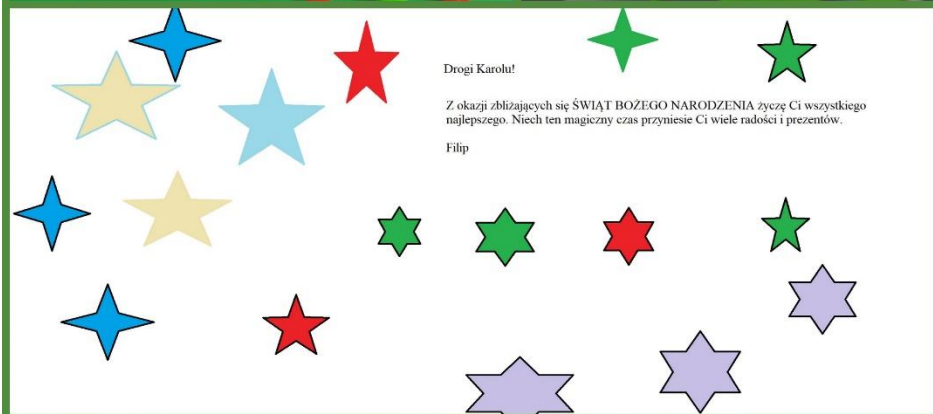 Drogi Karolu!
Z okazji zbliżających się ŚWIĄT BOŻEGO NARODZENIA życzę Ci wszystkiego
najlepszego. Niech ten magiczny czas przyniesie Ci wiele radości i prezentów.
Filip